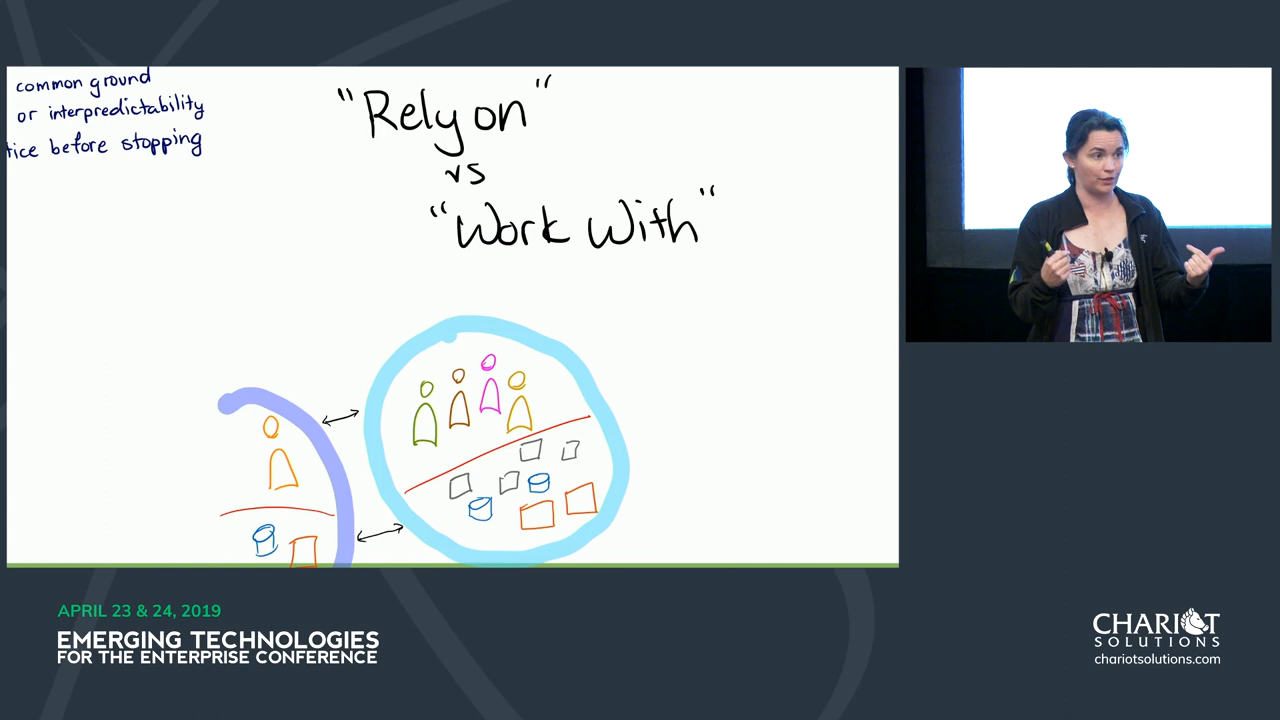 common ground
or interpredictability
tice before stopping
"Rely on"
vs
"Work With"
APRIL 23 & 24, 2019
EMERGING TECHNOLOGIES
FOR THE ENTERPRISE CONFERENCE
CHARIOT
SOLUTIONS
chariotsolutions.com